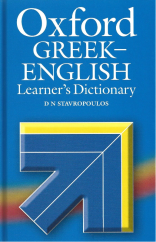 Oxford
GREEK–
ENGLISH
Learner's Dictionary
D N STAVROPOULOS